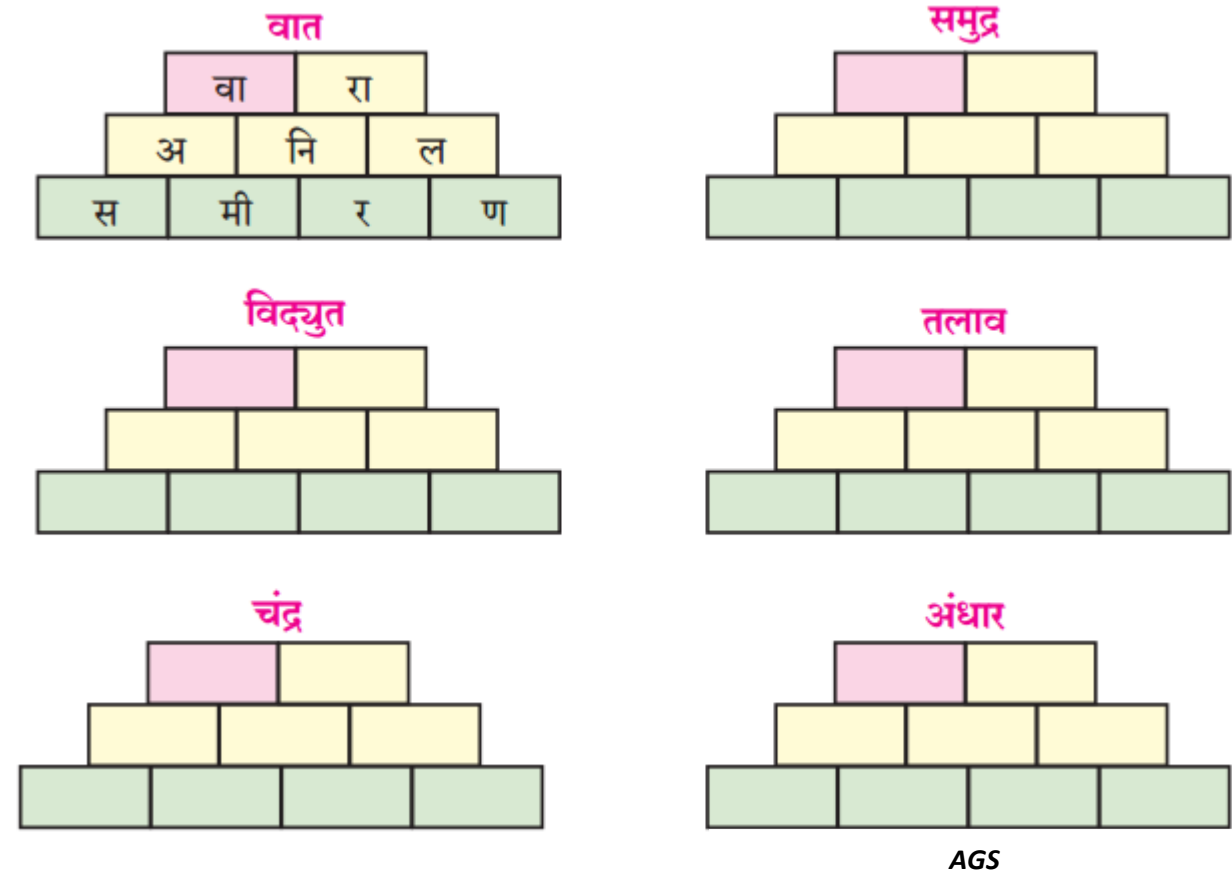 वात
वा रा
अ नि ल
स मी र ण
समुद्र
विद्युत
तलाव
चंद्र
अंधार
AGS